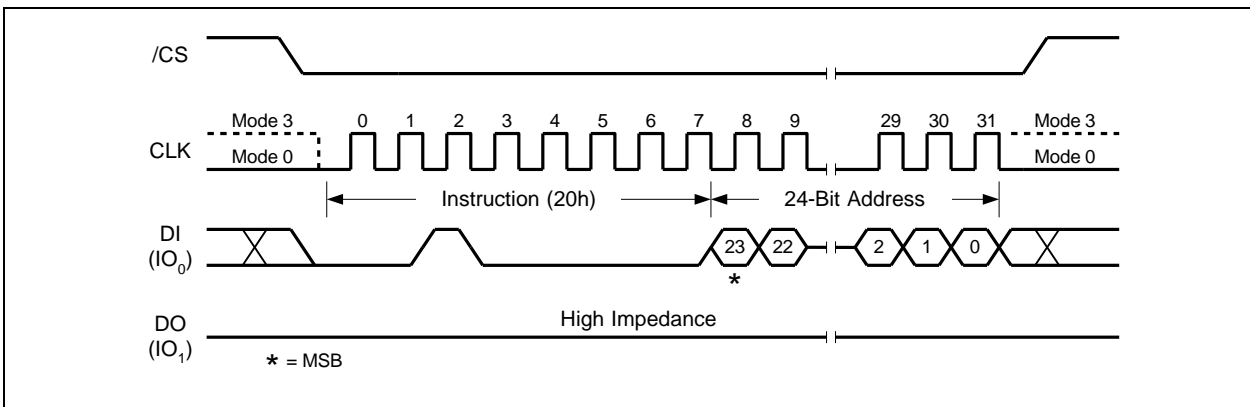 /CS
Mode 3
0 1 2 3 4 5 6 7 8 9 29 30 31
Mode 3
CLK
Mode 0
Mode 0
Instruction (20h)
24-Bit Address
DI
(IO0)
23 22 2 1 0
*
High Impedance
DO
(IO1)
* = MSB